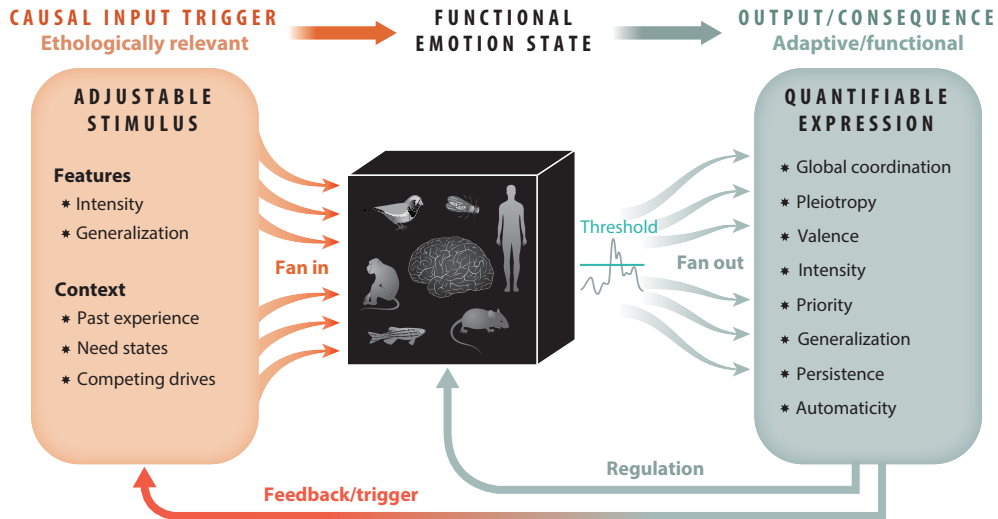 CAUSAL INPUT TRIGGER
Ethologically relevant
FUNCTIONAL
EMOTION STATE
OUTPUT/CONSEQUENCE
Adaptive/functional
ADJUSTABLE
STIMULUS
Features
✷ Intensity
✷ Generalization
Context
✷ Past experience
✷ Need states
✷ Competing drives
Fan in
Threshold
Fan out
QUANTIFIABLE
EXPRESSION
✷ Global coordination
✷ Pleiotropy
✷ Valence
✷ Intensity
✷ Priority
✷ Generalization
✷ Persistence
✷ Automaticity
Regulation
Feedback/trigger